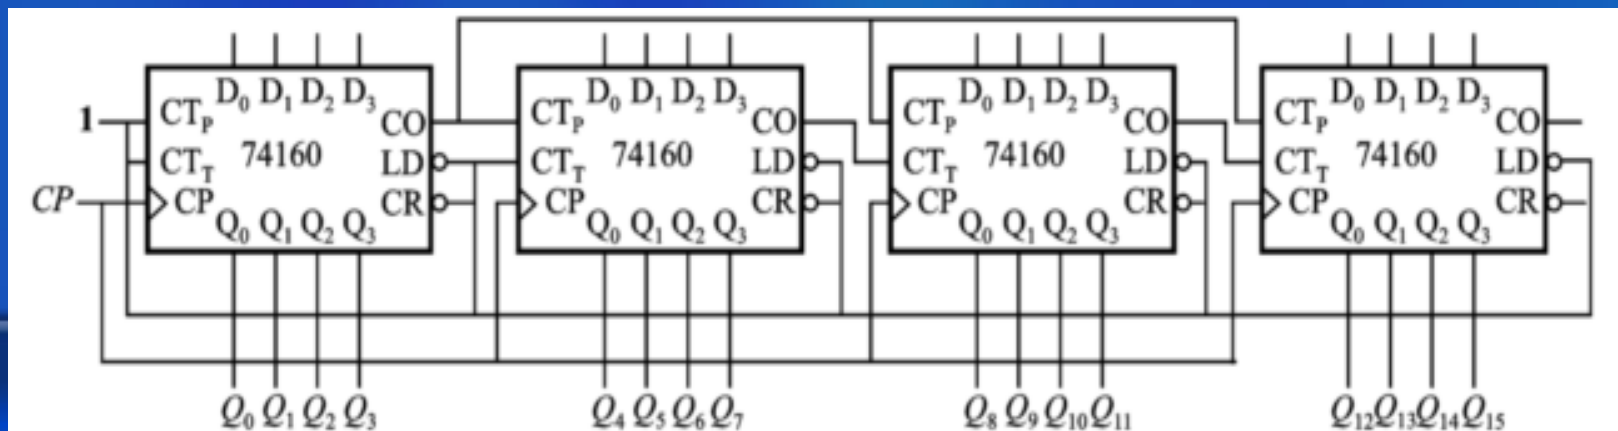 D0 D1 D2 D3 D0 D1 D2 D3 D0 D1 D2 D3 D0 D1 D2 D3
1 CTP CO CTP CO CTP CO CTP CO
CTT 74160 LD CTT 74160 LD CTT 74160 LD CTT 74160 LD
CP CP CR CP CR CP CR CP CR
Q0 Q1 Q2 Q3 Q0 Q1 Q2 Q3 Q0 Q1 Q2 Q3 Q0 Q1 Q2 Q3
Q0 Q1 Q2 Q3 Q4 Q5 Q6 Q7 Q8 Q9 Q10 Q11 Q12 Q13 Q14 Q15